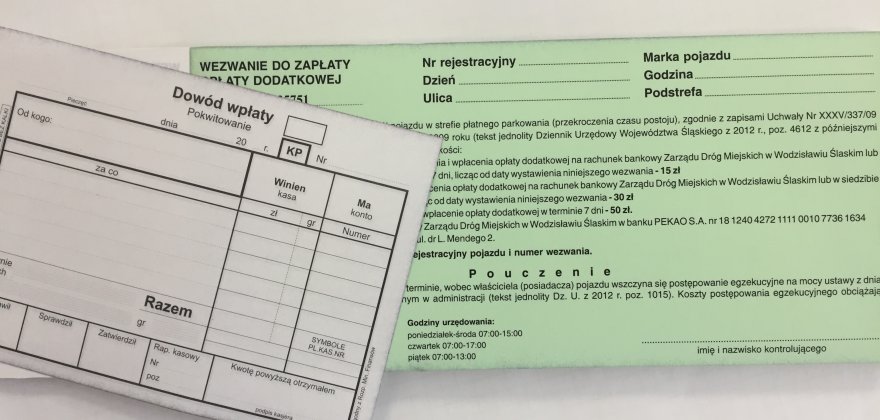 WEZWANIE DO ZAPŁATY
OPŁATY DODATKOWEJ
5751
Nr rejestracyjny
Dzień
Ulica
Marka pojazdu
Godzina
Podstrefa
pojazdu w strefie płatnego parkowania (przekroczenia czasu postoju), zgodnie z zapisami Uchwały Nr XXXV/337/09
roku (tekst jednolity Dziennik Urzędowy Województwa Śląskiego z 2012 r., poz. 4612 z późniejszymi
i wpłacenie opłaty dodatkowej na rachunek bankowy Zarządu Dróg Miejskich w Wodzisławiu Śląskim lub
dni, licząc od daty wystawienia niniejszego wezwania - 15 zł
opłaty dodatkowej na rachunek bankowy Zarządu Dróg Miejskich w Wodzisławiu Śląskim lub w siedzibie
od daty wystawienia niniejszego wezwania - 30 zł
wpłacenie opłaty dodatkowej w terminie 7 dni - 50 zł.
Zarządu Dróg Miejskich w Wodzisławiu Śląskim w banku PEKAO S.A. nr 18 1240 4272 1111 0010 7736 1634
ul. dr L. Mendego 2.
rejestracyjny pojazdu i numer wezwania.
Pouczenie
terminie, wobec właściciela (posiadacza) pojazdu wszczyna się postępowanie egzekucyjne na mocy ustawy z dnia
w administracji (tekst jednolity Dz. U. z 2012 r. poz. 1015). Koszty postępowania egzekucyjnego obciążają
Godziny urzędowania:
poniedziałek-środa 07:00-15:00
czwartek 07:00-17:00
piątek 07:00-13:00
imię i nazwisko kontrolującego
Dowód wpłaty
Pokwitowanie
Pieczęć
dnia 20 r. KP Nr
Od kogo:
za co
Winien
kasa
Ma
konto
zł gr
Numer
Razem
gr
SYMBOLE
PL.KAS.NR
Sprawdził
Zatwierdził
Rap. kasowy
Nr
poz
Kwotę powyższą otrzymałem
podpis kasjera